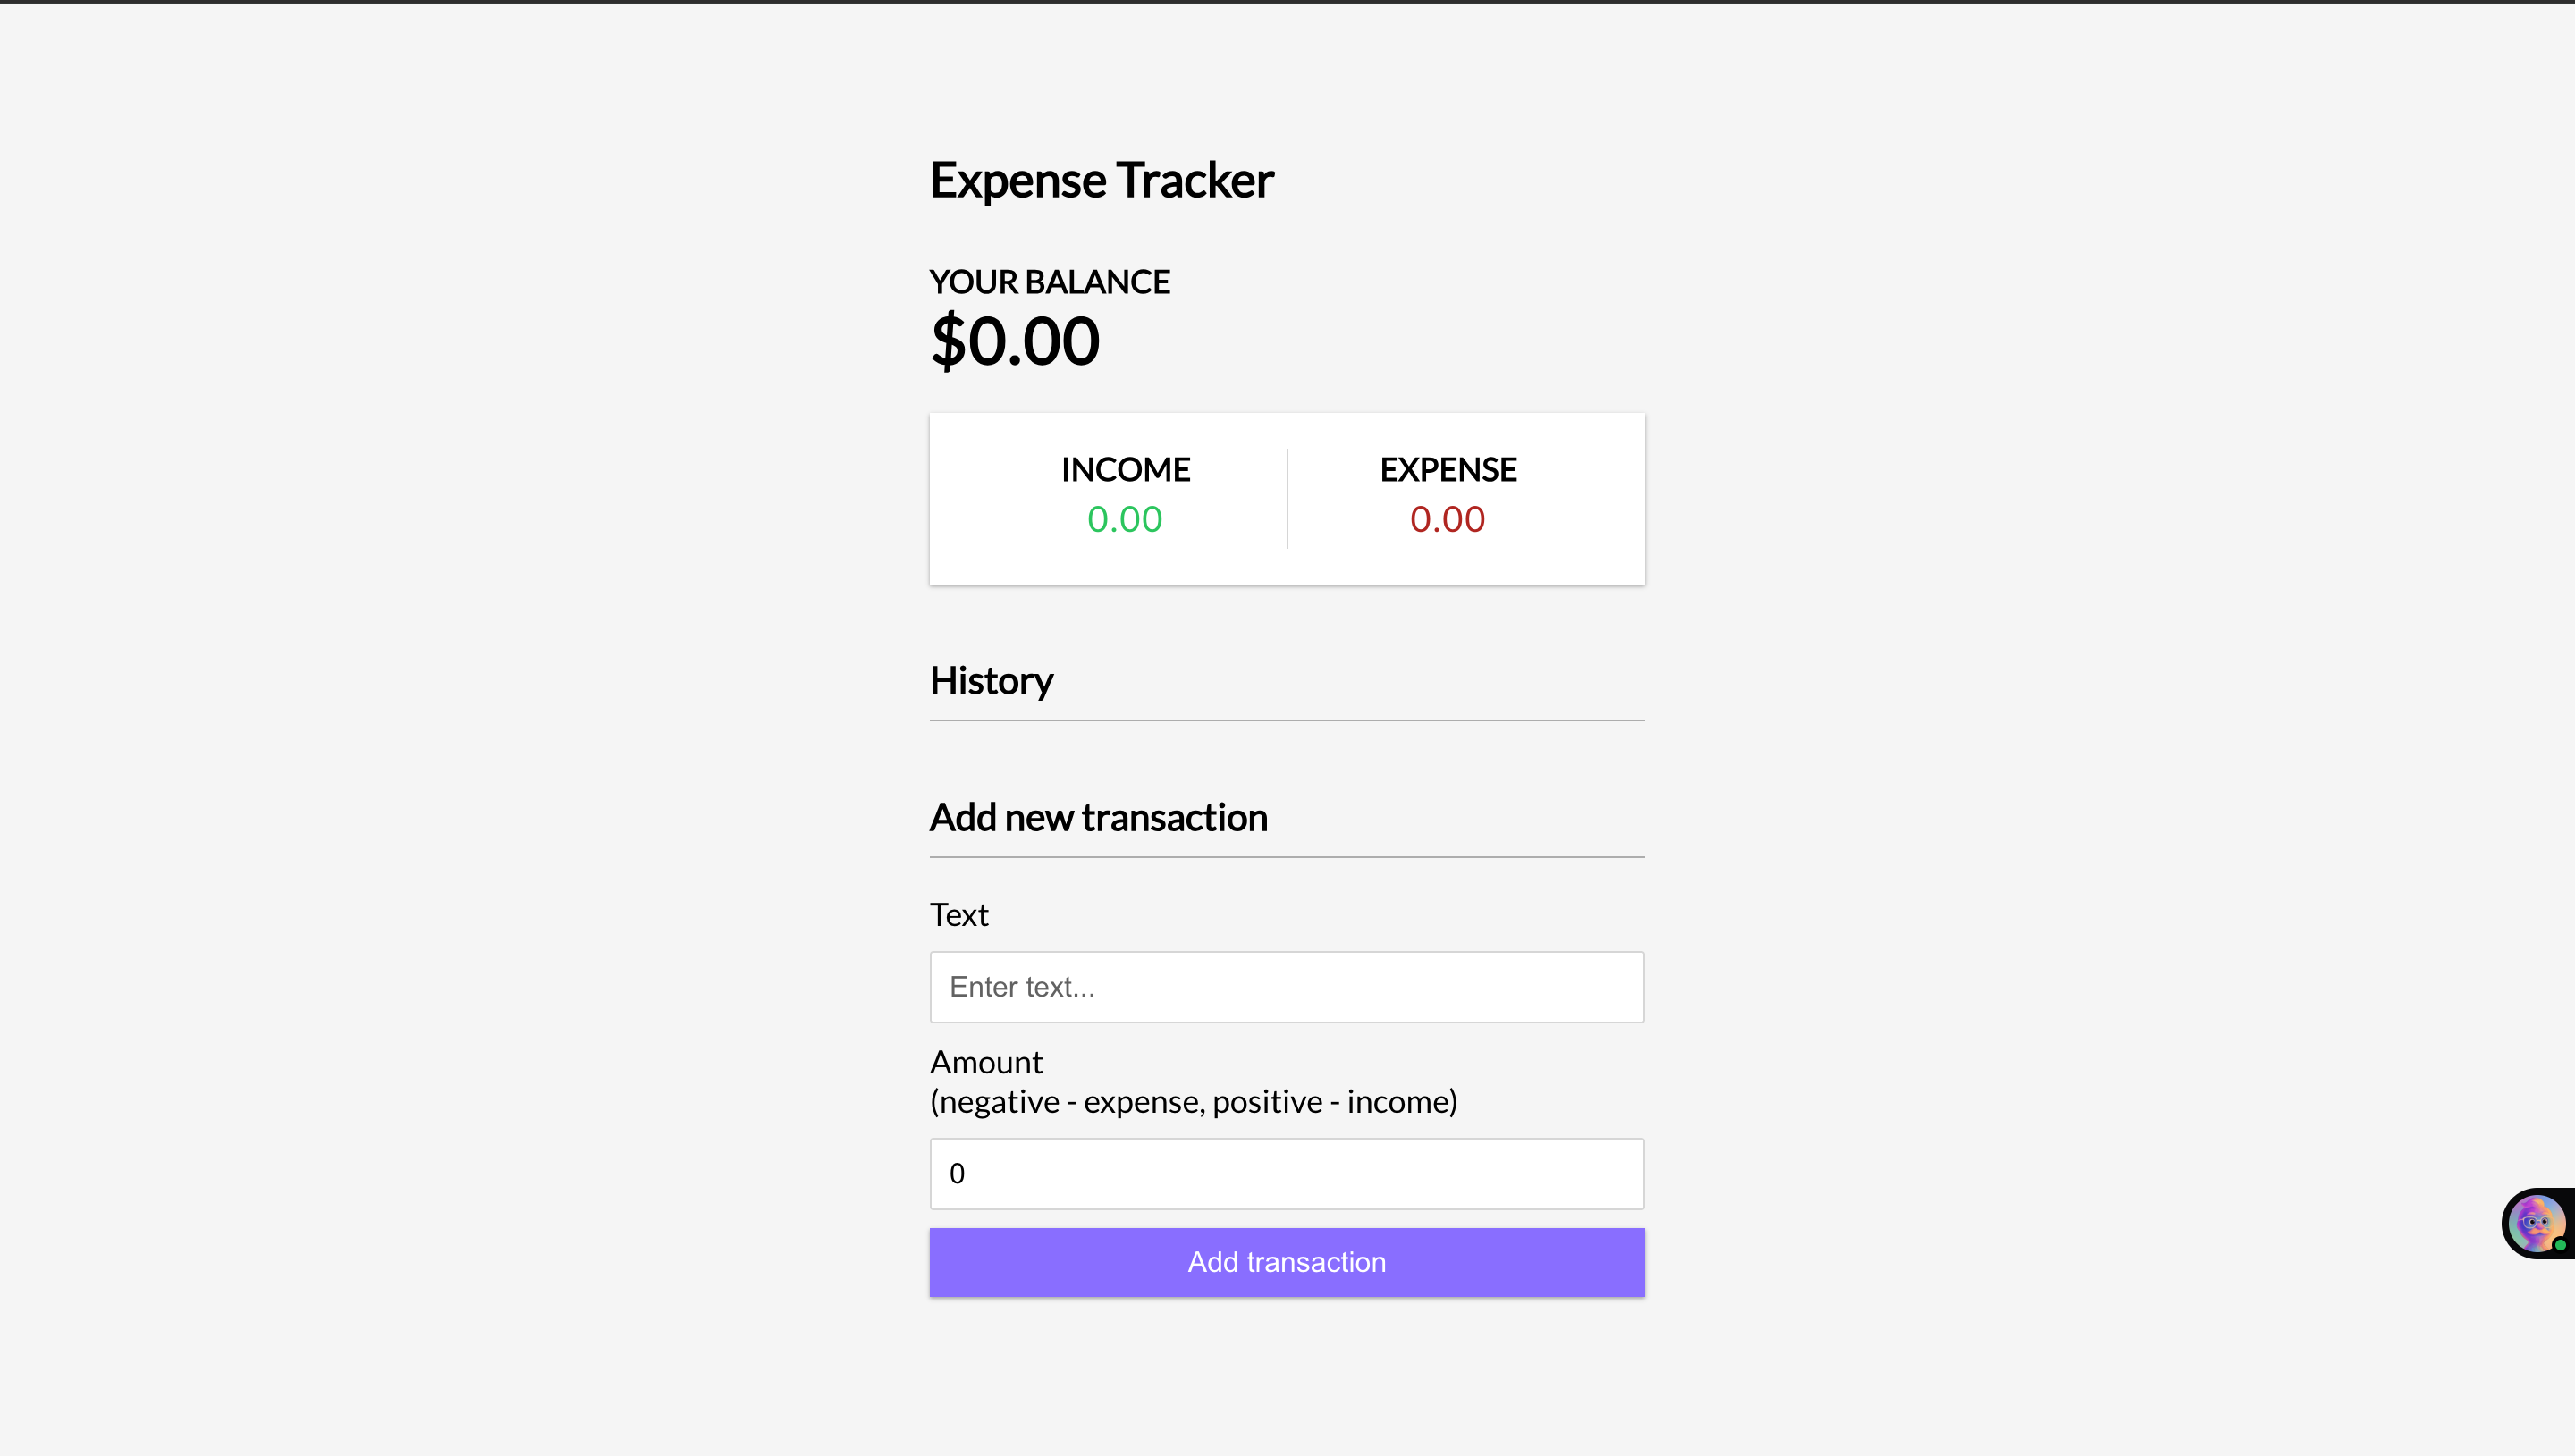 Expense Tracker
YOUR BALANCE
$0.00
INCOME
0.00
EXPENSE
0.00
History
Add new transaction
Text
Enter text...
Amount
(negative - expense, positive - income)
0
Add transaction